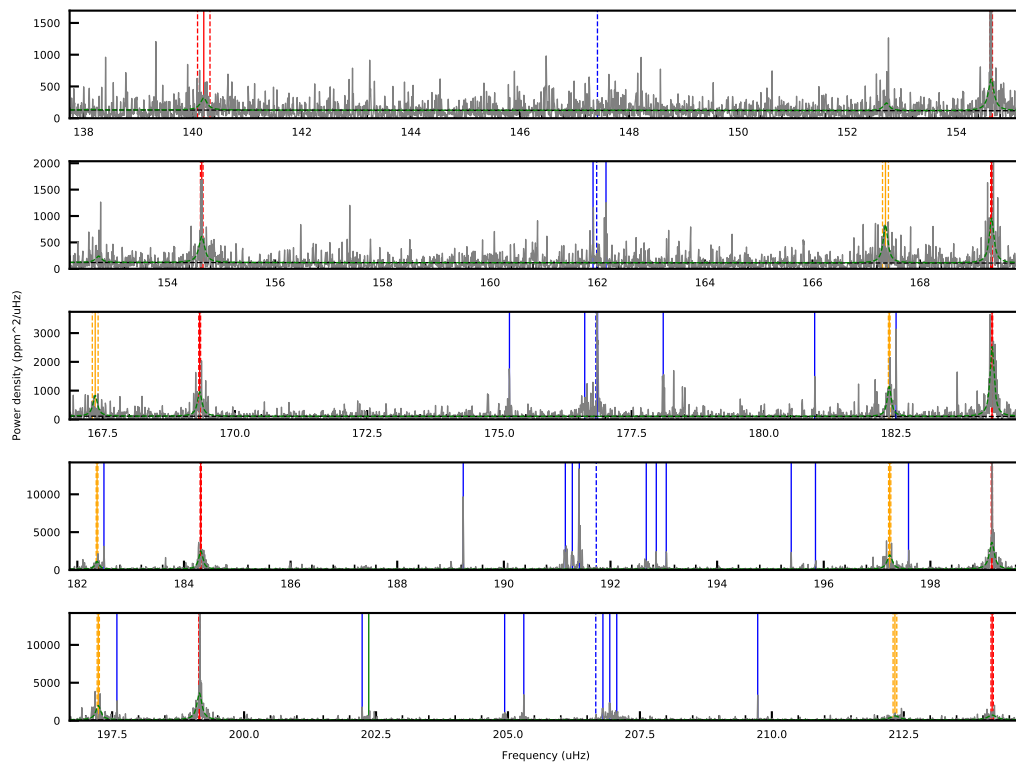 1500
1000
500
0
138 140 142 144 146 148 150 152 154
2000
1500
1000
500
0
154 156 158 160 162 164 166 168
3000
2000
1000
0
167.5 170.0 172.5 175.0 177.5 180.0 182.5
10000
5000
0
182 184 186 188 190 192 194 196 198
10000
5000
0
197.5 200.0 202.5 205.0 207.5 210.0 212.5
Power density (ppm^2/uHz)
Frequency (uHz)